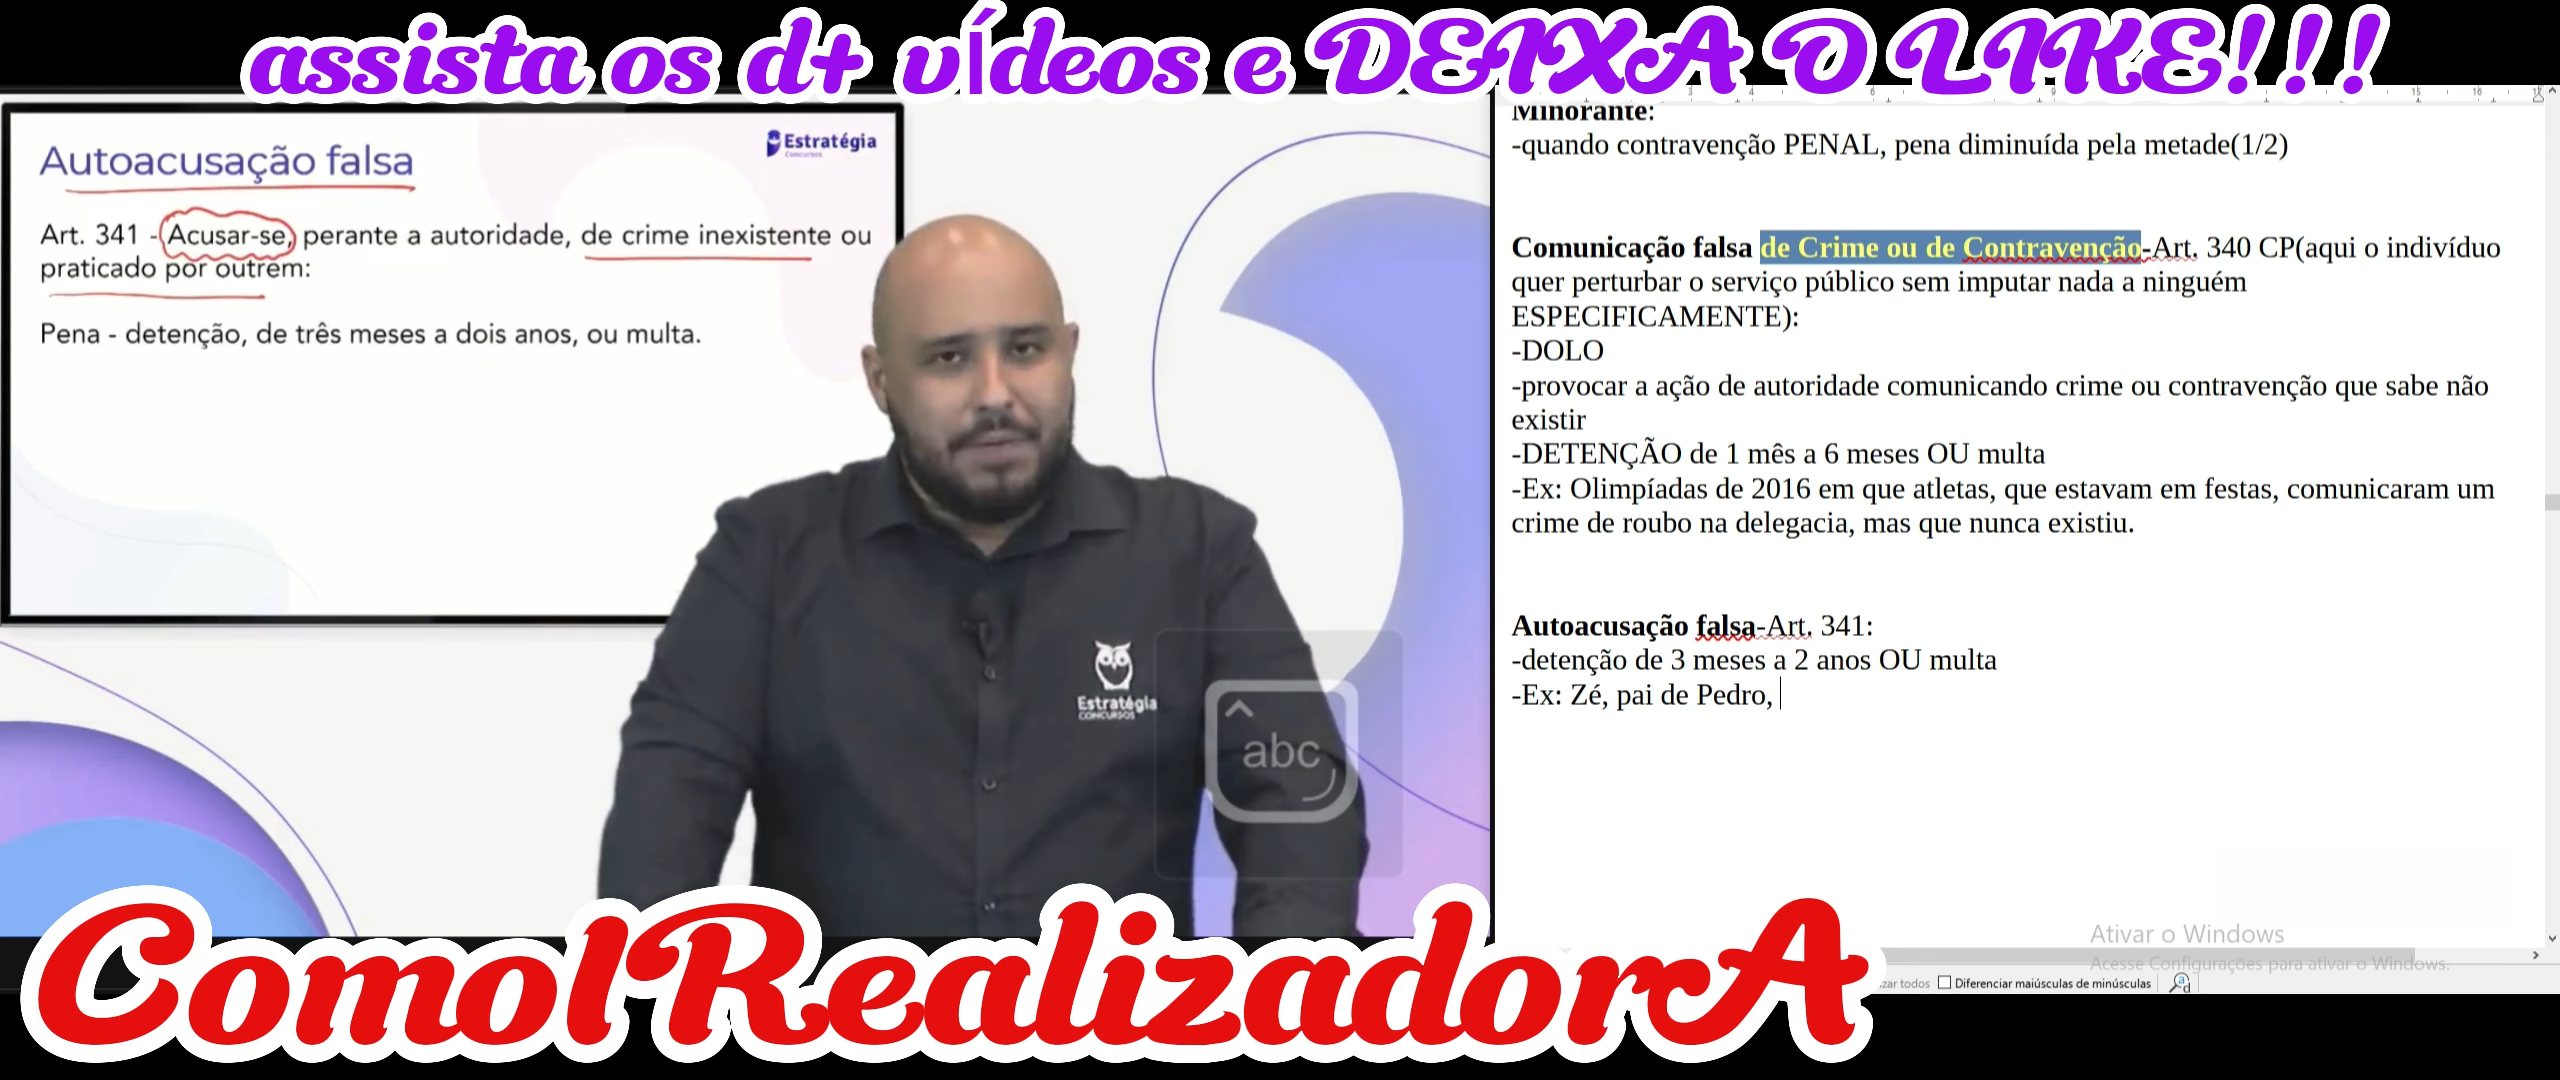 assista os d+ vídeos e DEIXA O LIKE!!!
Autoacusação falsa
Estratégia
Concursos
Art. 341 - Acusar-se, perante a autoridade, de crime inexistente ou
praticado por outrem:
Pena - detenção, de três meses a dois anos, ou multa.
Estratégia
CONCURSOS
abc
Minorante:
-quando contravenção PENAL, pena diminuída pela metade(1/2)
Comunicação falsa de Crime ou de Contravenção-Art. 340 CP(aqui o indivíduo
quer perturbar o serviço público sem imputar nada a ninguém
ESPECIFICAMENTE):
-DOLO
-provocar a ação de autoridade comunicando crime ou contravenção que sabe não
existir
-DETENÇÃO de 1 mês a 6 meses OU multa
-Ex: Olimpíadas de 2016 em que atletas, que estavam em festas, comunicaram um
crime de roubo na delegacia, mas que nunca existiu.
Autoacusação falsa-Art. 341:
-detenção de 3 meses a 2 anos OU multa
-Ex: Zé, pai de Pedro,
Ativar o Windows
Acesse Configurações para ativar o Windows.
todos
Diferenciar maiúsculas de minúsculas
ComolRealizadorA